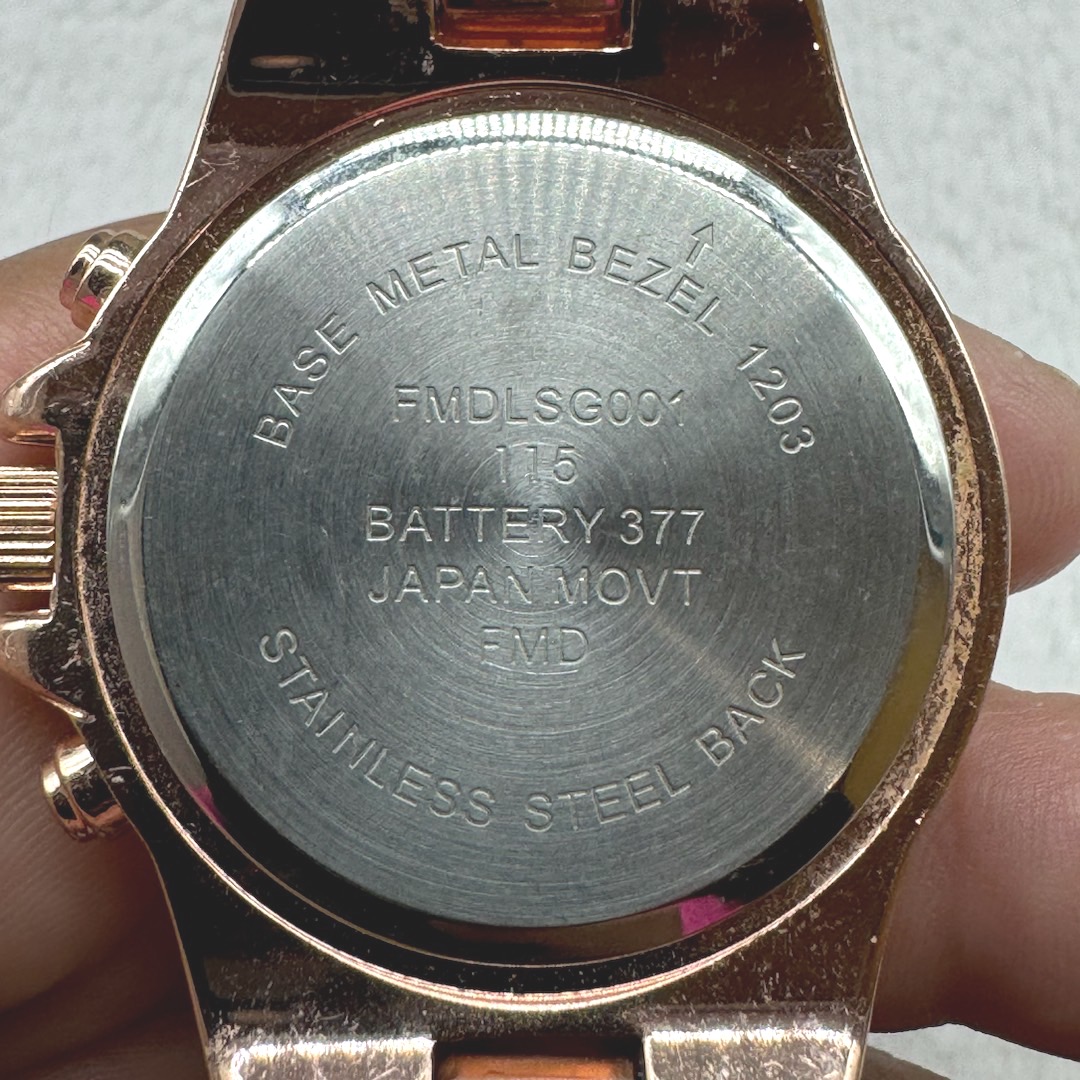 BASE METAL BEZEL 1203
FMDLSG001
115
BATTERY 377
JAPAN MOVT
FMD
STAINLESS STEEL BACK